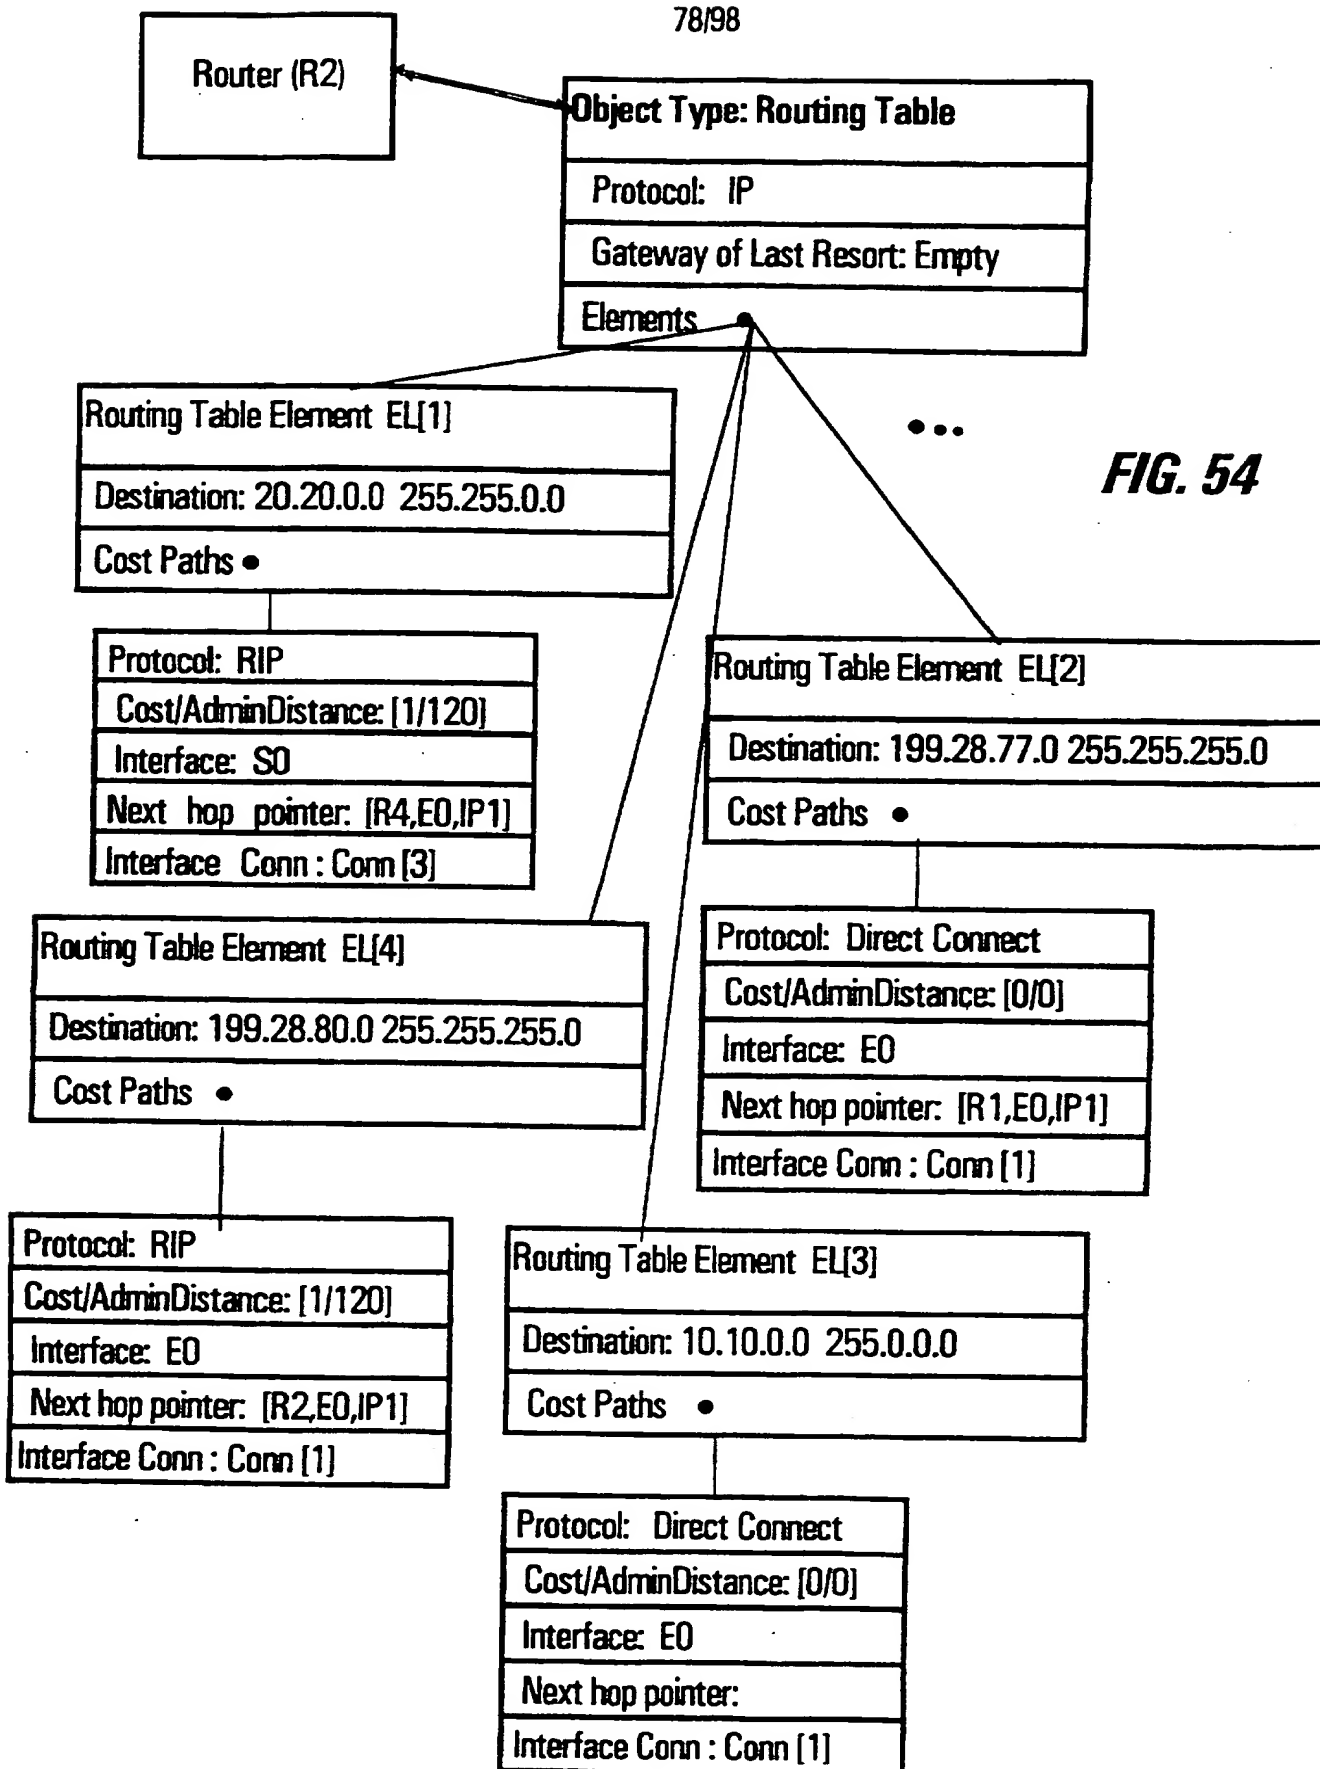 78/98
Router (R2)
Object Type: Routing Table
Protocol: IP
Gateway of Last Resort: Empty
Elements
Routing Table Element EL[1]
Destination: 20.20.0.0 255.255.0.0
Cost Paths
FIG. 54
Protocol: RIP
Cost/AdminDistance: [1/120]
Interface: S0
Next hop pointer: [R4,E0,IP1]
Interface Conn : Conn [3]
Routing Table Element EL[2]
Destination: 199.28.77.0 255.255.255.0
Cost Paths
Protocol: Direct Connect
Cost/AdminDistance: [0/0]
Interface: E0
Next hop pointer: [R1,E0,IP1]
Interface Conn : Conn [1]
Routing Table Element EL[4]
Destination: 199.28.80.0 255.255.255.0
Cost Paths
Protocol: RIP
Cost/AdminDistance: [1/120]
Interface: E0
Next hop pointer: [R2,E0,IP1]
Interface Conn : Conn [1]
Routing Table Element EL[3]
Destination: 10.10.0.0 255.0.0.0
Cost Paths
Protocol: Direct Connect
Cost/AdminDistance: [0/0]
Interface: E0
Next hop pointer:
Interface Conn : Conn [1]